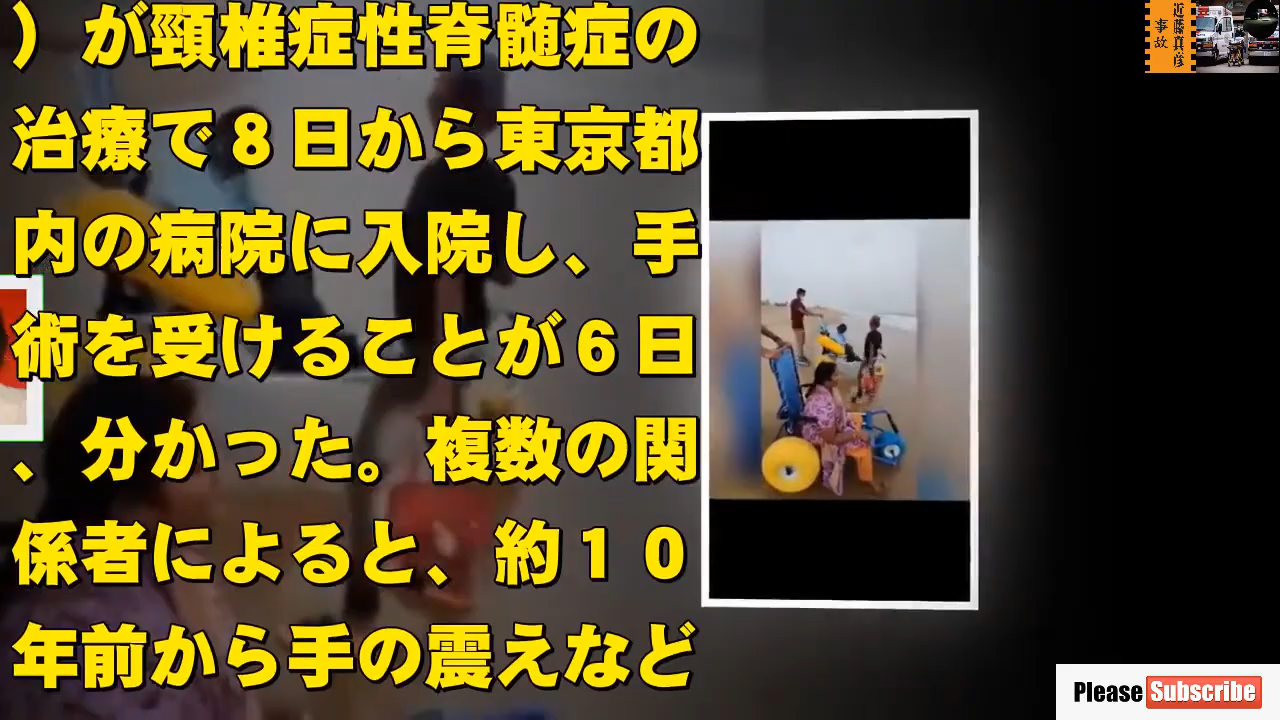 ）が頸椎症性脊髄症の
治療で８日から東京都
内の病院に入院し、手
術を受けることが６日
、分かった。複数の関
係者によると、約１０
年前から手の震えなど
近藤真彦
事故
Please Subscribe